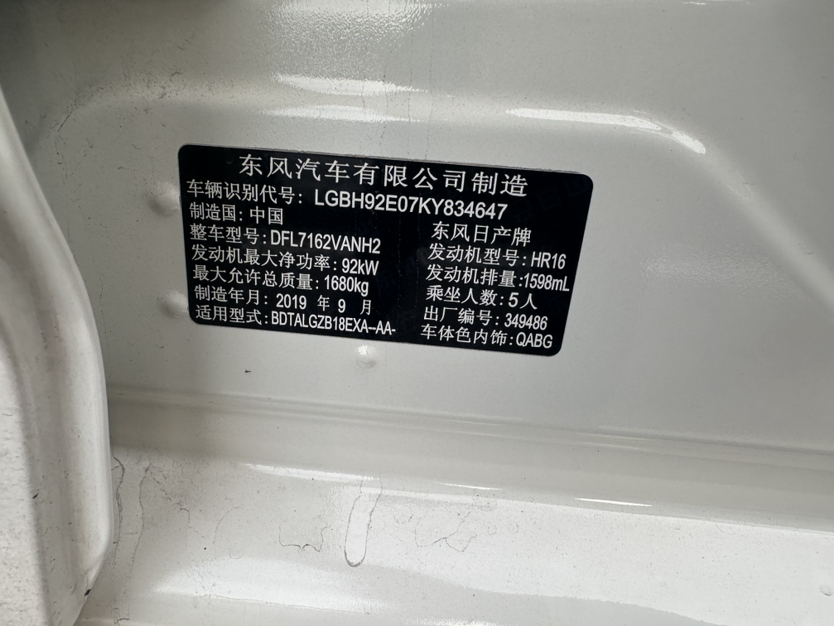 东风汽车有限公司制造
车辆识别代号: LGBH92E07KY834647
制造国: 中国 东风日产牌
整车型号: DFL7162VANH2 发动机型号: HR16
发动机最大净功率: 92kW 发动机排量: 1598mL
最大允许总质量: 1680kg 乘坐人数: 5人
制造年月: 2019 年 9 月 出厂编号: 349486
适用型式: BDTALGZB18EXA--AA- 车体色内饰: QABG